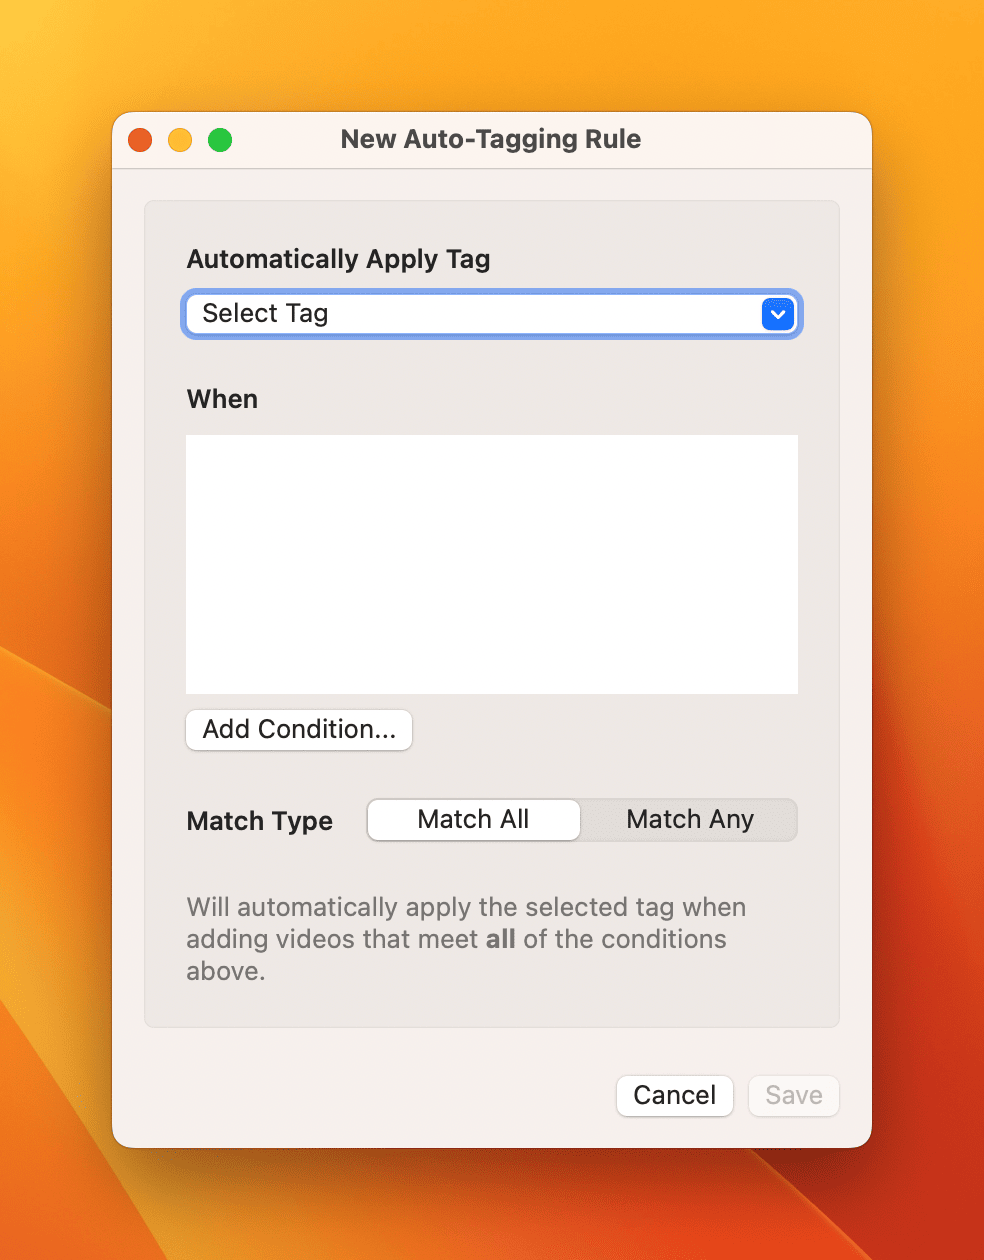 New Auto-Tagging Rule
Automatically Apply Tag
Select Tag
When
Add Condition...
Match Type
Match All
Match Any
Will automatically apply the selected tag when
adding videos that meet all of the conditions
above.
Cancel
Save